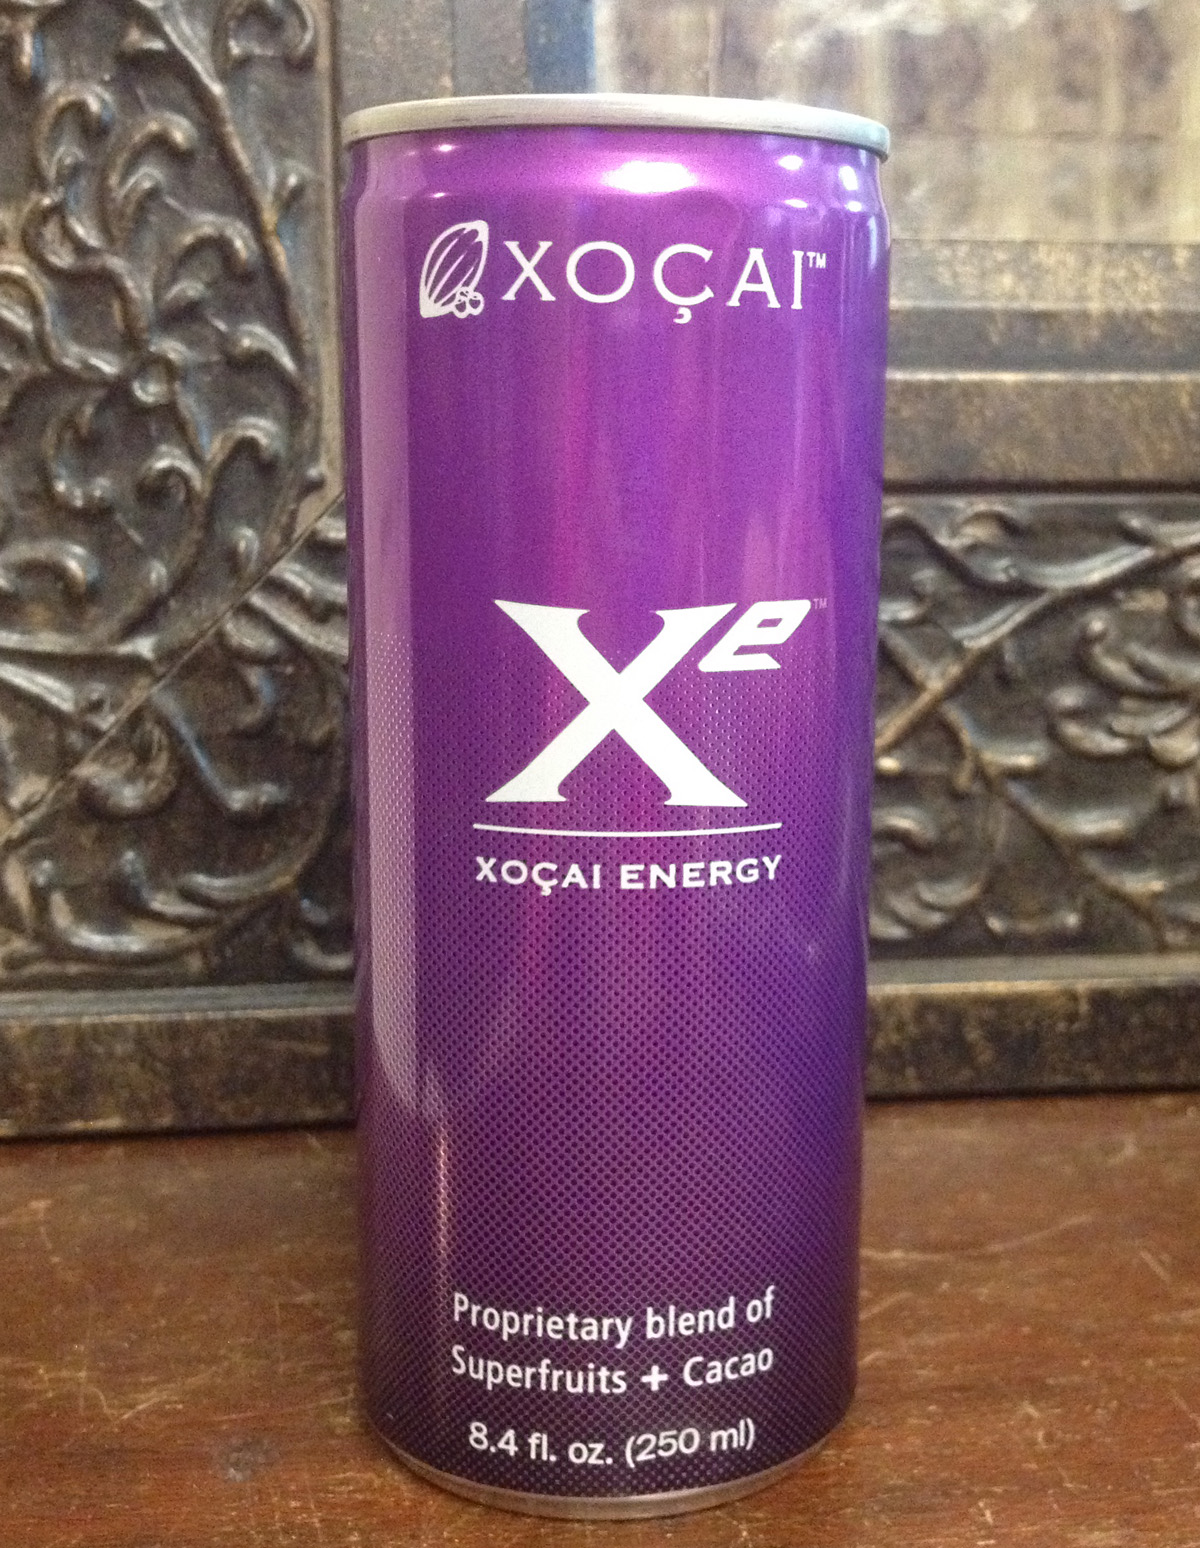 XOÇAI™
Xe™
XOÇAI ENERGY
Proprietary blend of
Superfruits + Cacao
8.4 fl. oz. (250 ml)